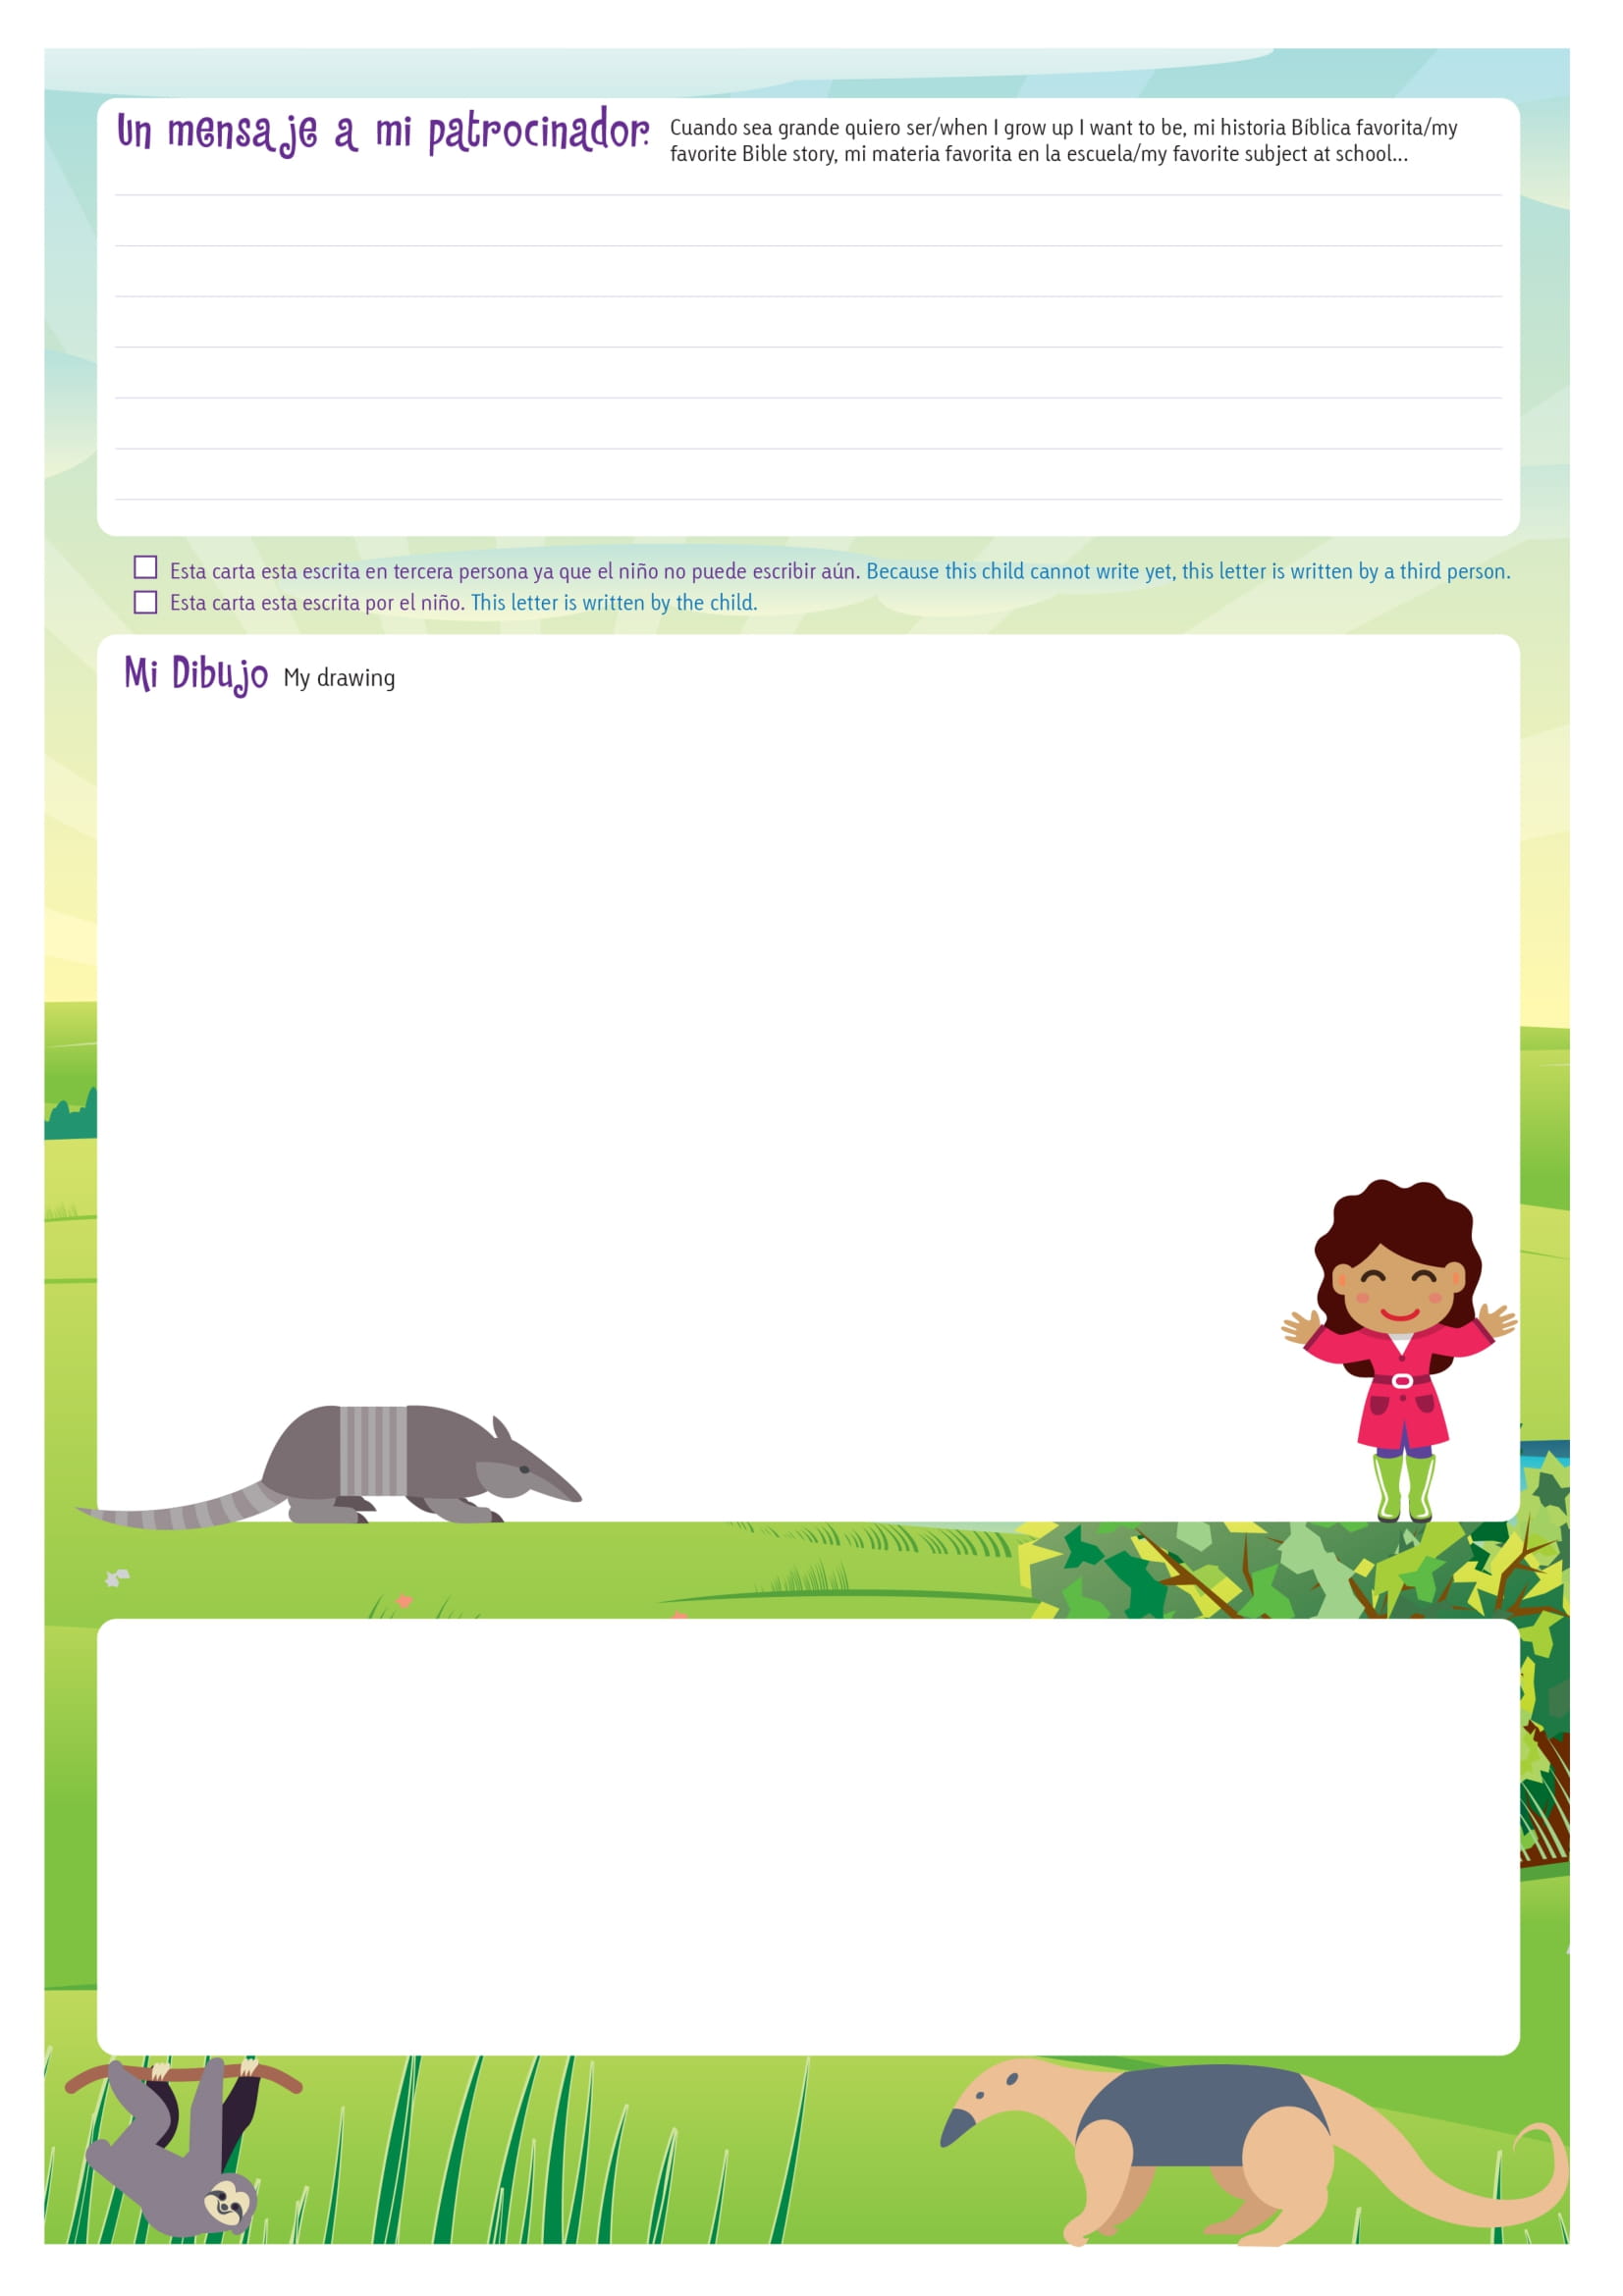 Un mensaje a mi patrocinador: Cuando sea grande quiero ser/when I grow up I want to be, mi historia Bíblica favorita/my
favorite Bible story, mi materia favorita en la escuela/my favorite subject at school...
Esta carta esta escrita en tercera persona ya que el niño no puede escribir aún. Because this child cannot write yet, this letter is written by a third person.
Esta carta esta escrita por el niño. This letter is written by the child.
Mi Dibujo My drawing